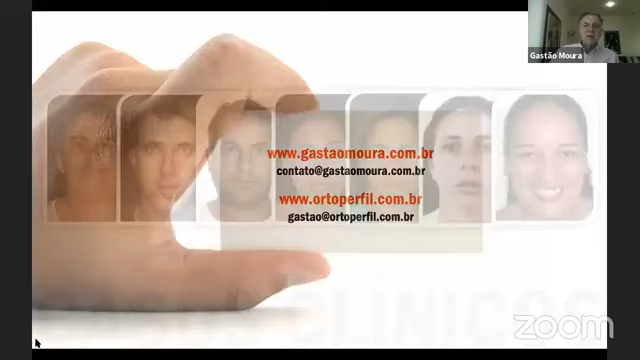 Gastão Moura
www.gastaomoura.com.br
contato@gastaomoura.com.br
www.ortoperfil.com.br
gastao@ortoperfil.com.br
CLÍNICOS
zoom